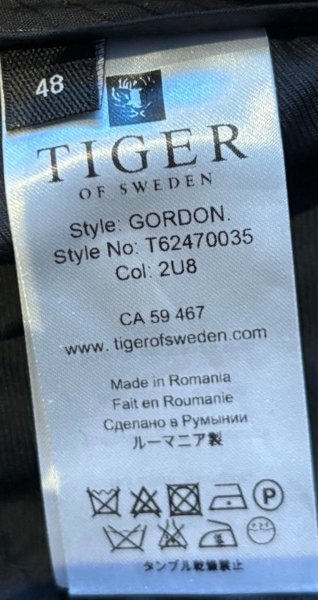 48
TIGER
OF SWEDEN
Style: GORDON.
Style No: T62470035
Col: 2U8
CA 59 467
www. tigerofsweden.com
Made in Romania
Fait en Roumanie
Сделано в Румынии
ルーマニア製
P
タンブル乾燥禁止